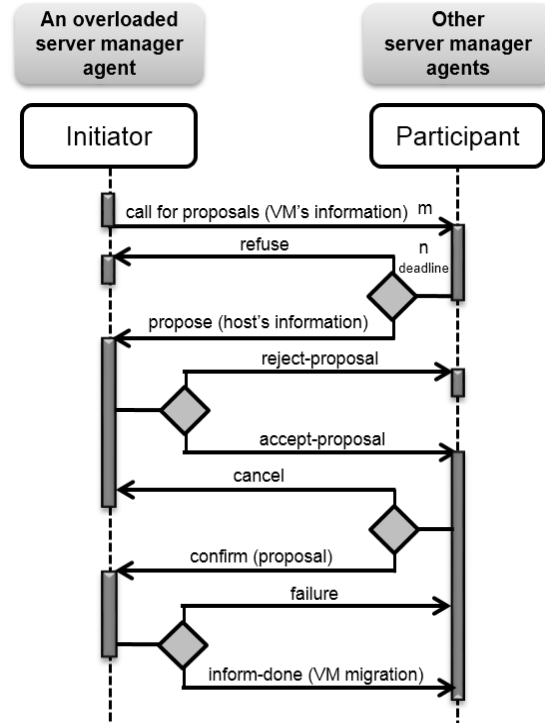 An overloaded
server manager
agent
Other
server manager
agents
Initiator
Participant
call for proposals (VM's information) m
refuse
n
deadline
propose (host's information)
reject-proposal
accept-proposal
cancel
confirm (proposal)
failure
inform-done (VM migration)